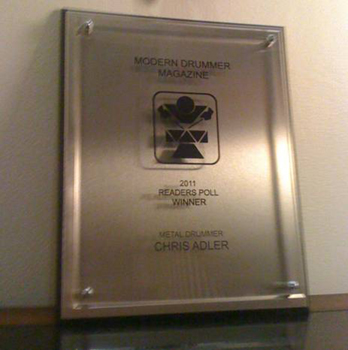 MODERN DRUMMER
MAGAZINE
2011
READERS POLL
WINNER
METAL DRUMMER
CHRIS ADLER